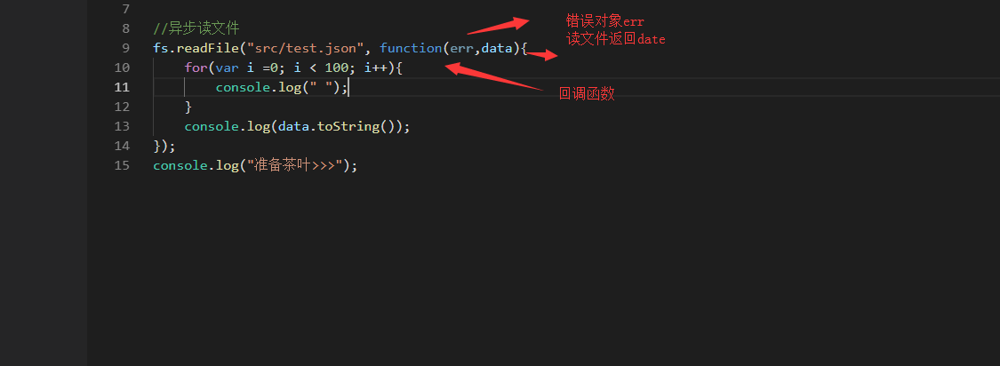 7
8 //异步读文件
9 fs.readFile("src/test.json", function(err,data){
10 for(var i =0; i < 100; i++){
11 console.log(" ");
12 }
13 console.log(data.toString());
14 });
15 console.log("准备茶叶>>>");
错误对象err
读文件返回date
回调函数